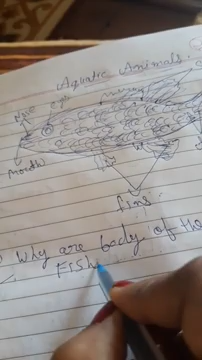 Aquatic Animals.
eye
mouth
fins
Why are body of the
Fish